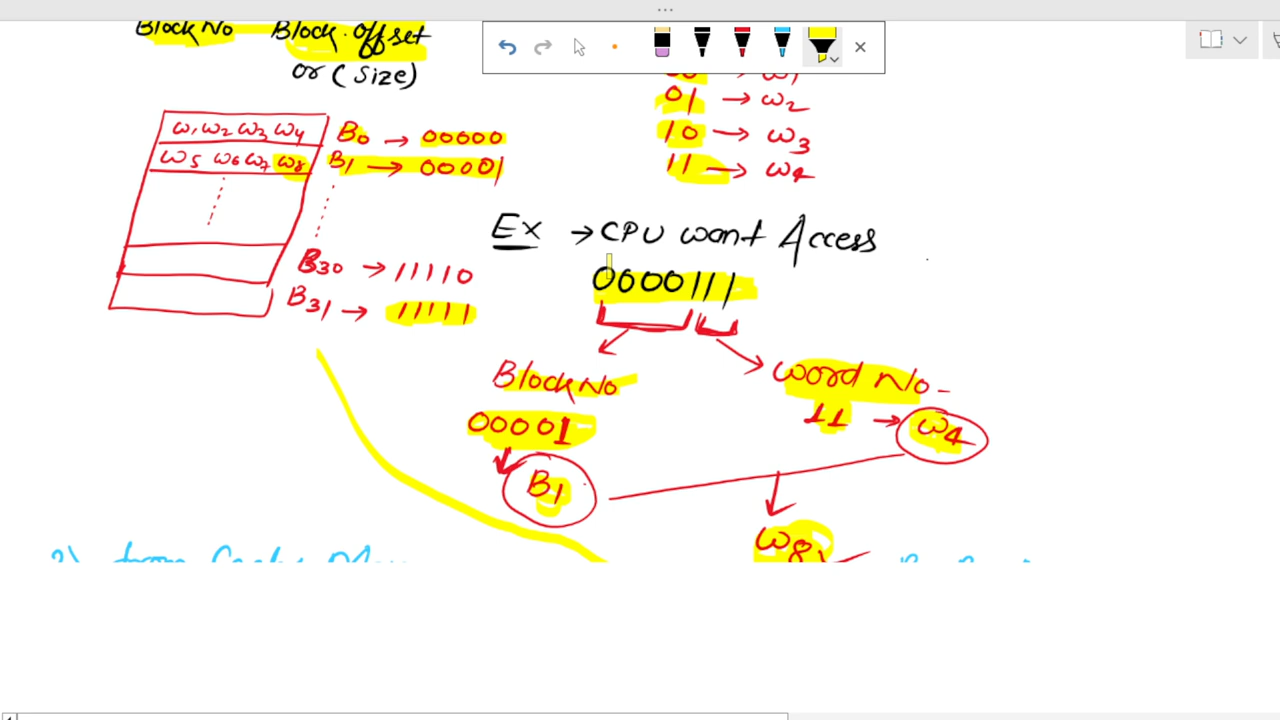 Block No Block offset
or (Size)
01 → w2
10 → w3
11 → w4
w1 w2 w3 w4 B0 → 00000
w5 w6 w7 w8 B1 → 00001
B30 → 11110
B31 → 11111
Ex → CPU want Access
0000111
Block No
00001
B1
word No-
11 → w4
w8